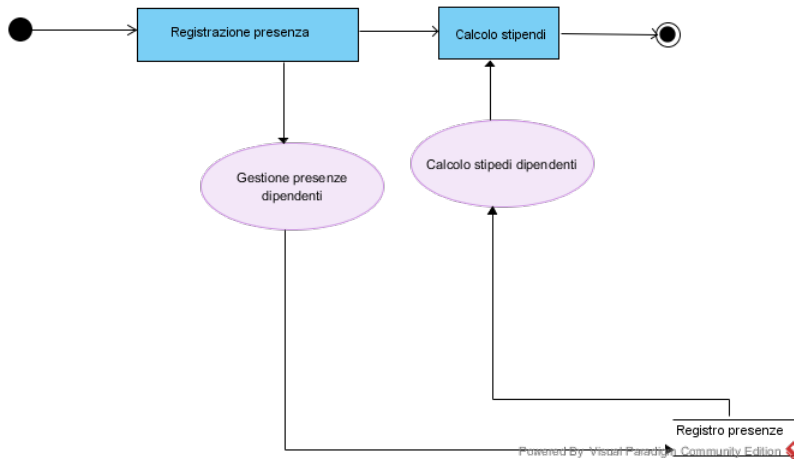 Registrazione presenza
Calcolo stipendi
Gestione presenze
dipendenti
Calcolo stipedi dipendenti
Registro presenze
Powered By Visual Paradigm Community Edition